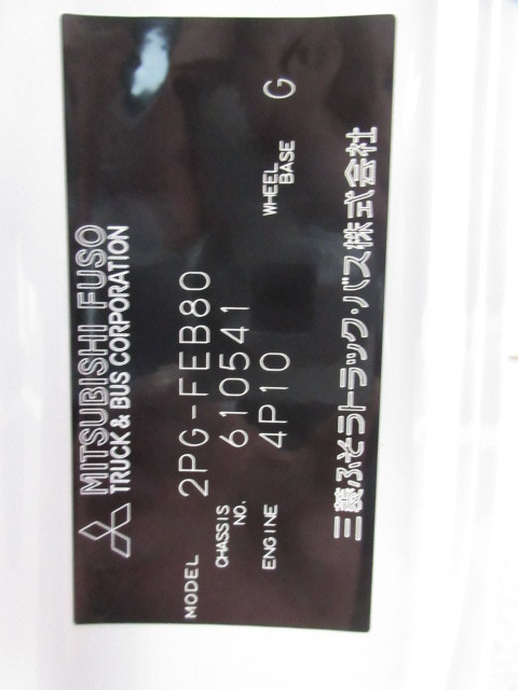 MITSUBISHI FUSO
TRUCK & BUS CORPORATION
MODEL 2PG-FEB80
CHASSIS NO. 610541
ENGINE 4P10 WHEEL BASE G
三菱ふそうトラック・バス株式会社